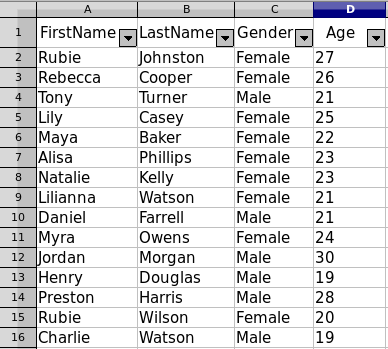 A B C D
1 FirstName LastName Gender Age
2 Rubie Johnston Female 27
3 Rebecca Cooper Female 26
4 Tony Turner Male 21
5 Lily Casey Female 25
6 Maya Baker Female 22
7 Alisa Phillips Female 23
8 Natalie Kelly Female 23
9 Lilianna Watson Female 21
10 Daniel Farrell Male 21
11 Myra Owens Female 24
12 Jordan Morgan Male 30
13 Henry Douglas Male 19
14 Preston Harris Male 28
15 Rubie Wilson Female 20
16 Charlie Watson Male 19